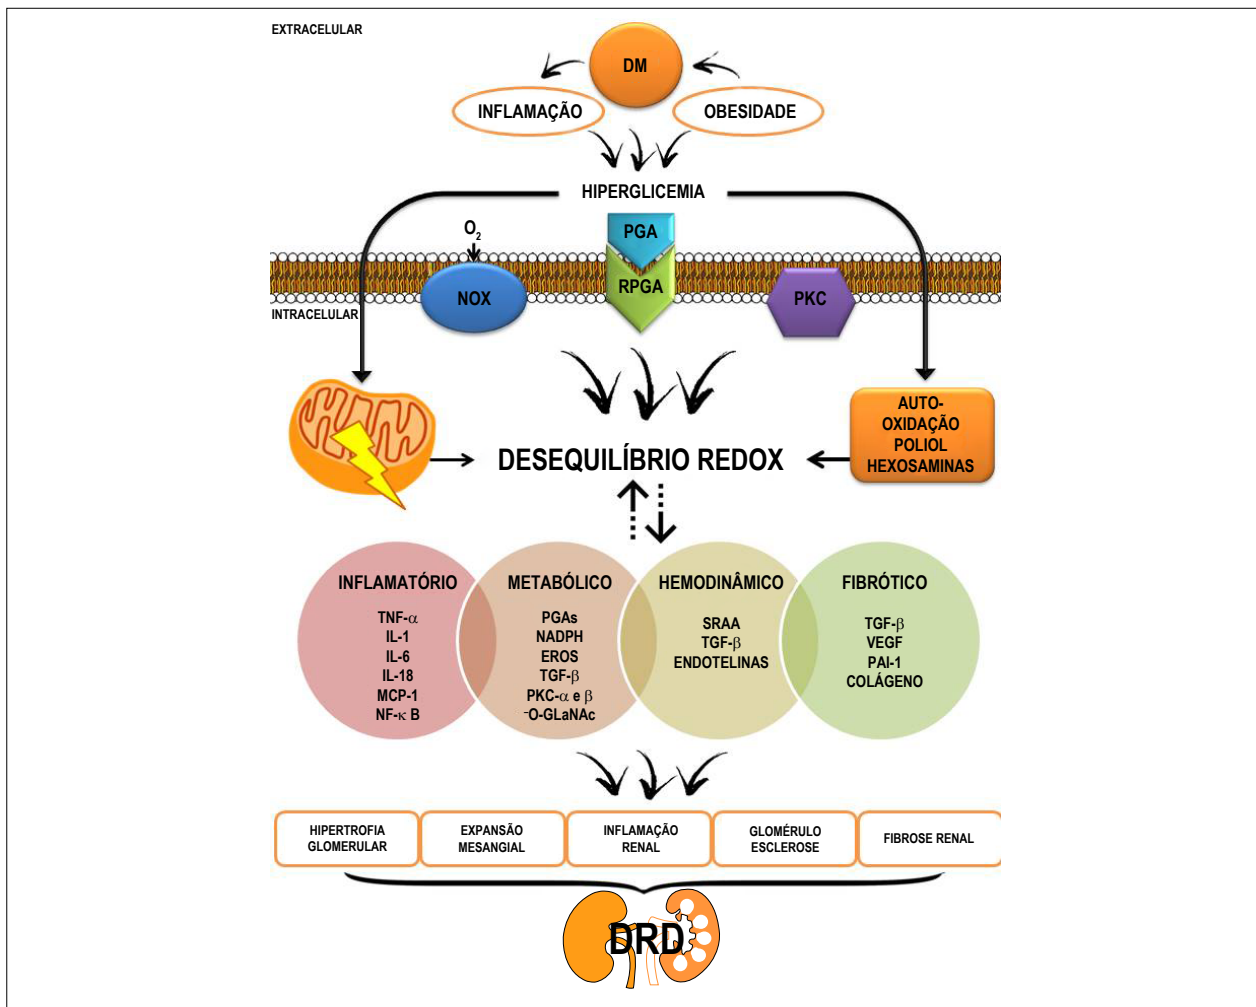 EXTRACELULAR
DM
INFLAMAÇÃO
OBESIDADE
HIPERGLICEMIA
O2
PGA
RPGA
NOX
PKC
INTRACELULAR
AUTO-
OXIDAÇÃO
POLIOL
HEXOSAMINAS
DESEQUILÍBRIO REDOX
INFLAMATÓRIO
TNF-α
IL-1
IL-6
IL-18
MCP-1
NF-κ B
METABÓLICO
PGAs
NADPH
EROS
TGF-β
PKC-α e β
-O-GLaNAc
HEMODINÂMICO
SRAA
TGF-β
ENDOTELINAS
FIBRÓTICO
TGF-β
VEGF
PAI-1
COLÁGENO
HIPERTROFIA
GLOMERULAR
EXPANSÃO
MESANGIAL
INFLAMAÇÃO
RENAL
GLOMÉRULO
ESCLEROSE
FIBROSE RENAL
DRD